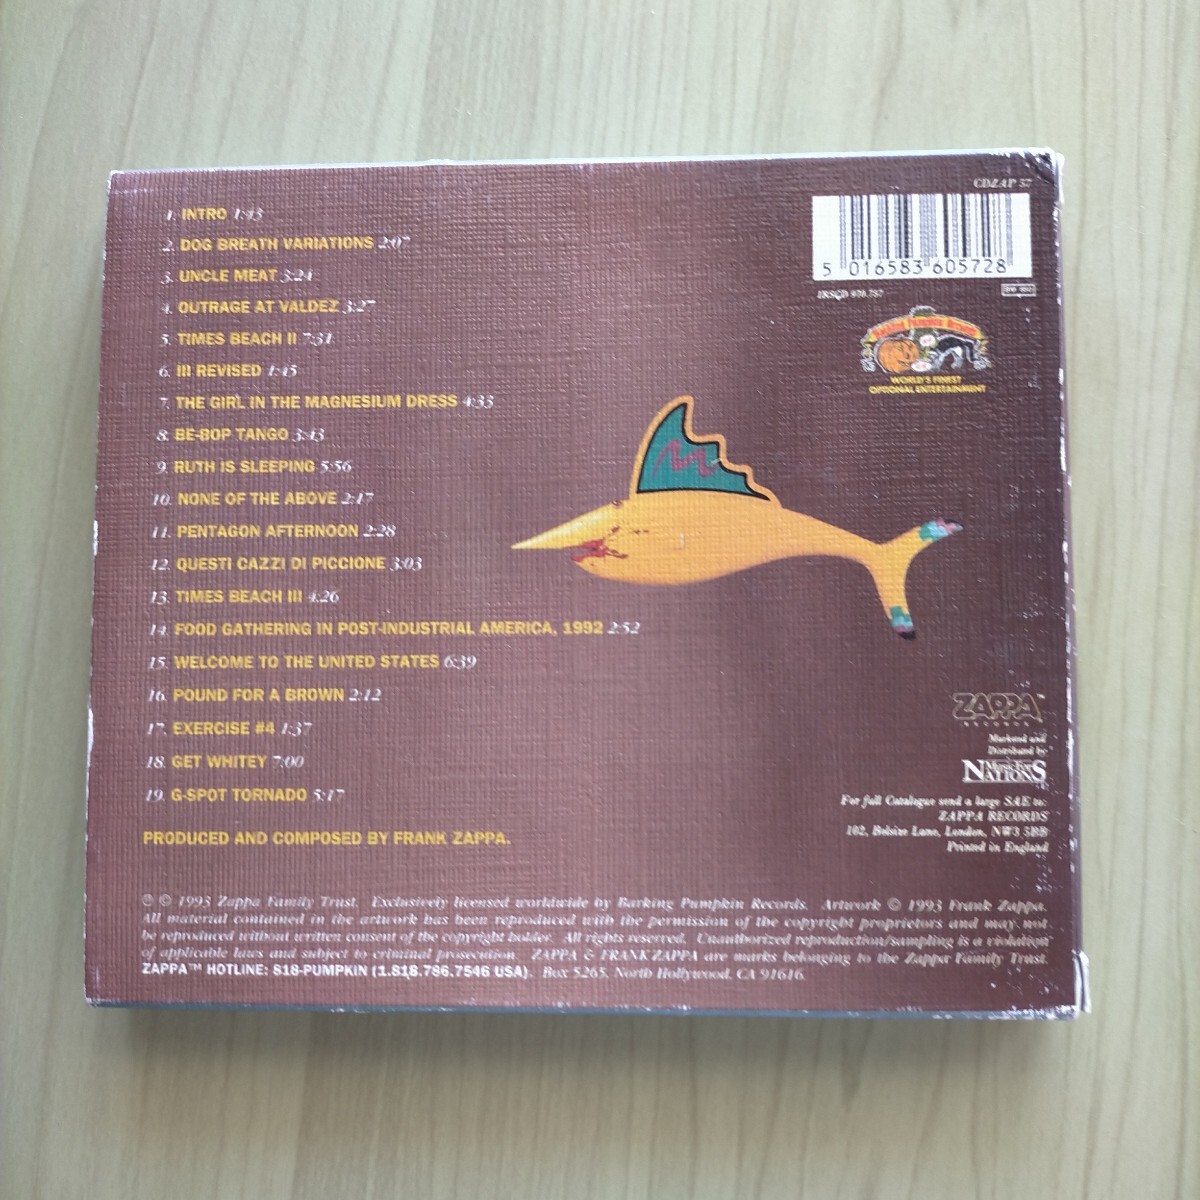 1. INTRO 1:43
2. DOG BREATH VARIATIONS 2:07
3. UNCLE MEAT 3:24
4. OUTRAGE AT VALDEZ 3:27
5. TIMES BEACH II 7:31
6. III REVISED 1:45
7. THE GIRL IN THE MAGNESIUM DRESS 4:33
8. BE-BOP TANGO 3:43
9. RUTH IS SLEEPING 5:56
10. NONE OF THE ABOVE 2:17
11. PENTAGON AFTERNOON 2:28
12. QUESTI CAZZI DI PICCIONE 3:03
13. TIMES BEACH III 4:26
14. FOOD GATHERING IN POST-INDUSTRIAL AMERICA, 1992 2:52
15. WELCOME TO THE UNITED STATES 6:39
16. POUND FOR A BROWN 2:12
17. EXERCISE #4 1:37
18. GET WHITEY 7:00
19. G-SPOT TORNADO 5:17
PRODUCED AND COMPOSED BY FRANK ZAPPA.
CDZAP 57
5 016583 605728
IRSCD 970.757
Barking Pumpkin Records
WORLD'S FINEST
OPTIONAL ENTERTAINMENT
ZAPPA™
RECORDS
Marketed and
Distributed by
Music For
NATIONS
For full Catalogue send a large SAE to:
ZAPPA RECORDS
102, Belsize Lane, London, NW3 5BB
Printed in England
℗ © 1993 Zappa Family Trust. Exclusively licensed worldwide by Barking Pumpkin Records. Artwork © 1993 Frank Zappa.
All material contained in the artwork has been reproduced with the permission of the copyright proprietors and may not
be reproduced without written consent of the copyright holder. All rights reserved. Unauthorized reproduction/sampling is a violation
of applicable laws and subject to criminal prosecution. ZAPPA & FRANK ZAPPA are marks belonging to the Zappa Family Trust.
ZAPPA™ HOTLINE: 818-PUMPKIN (1.818.786.7546 USA). Box 5265, North Hollywood, CA 91616.